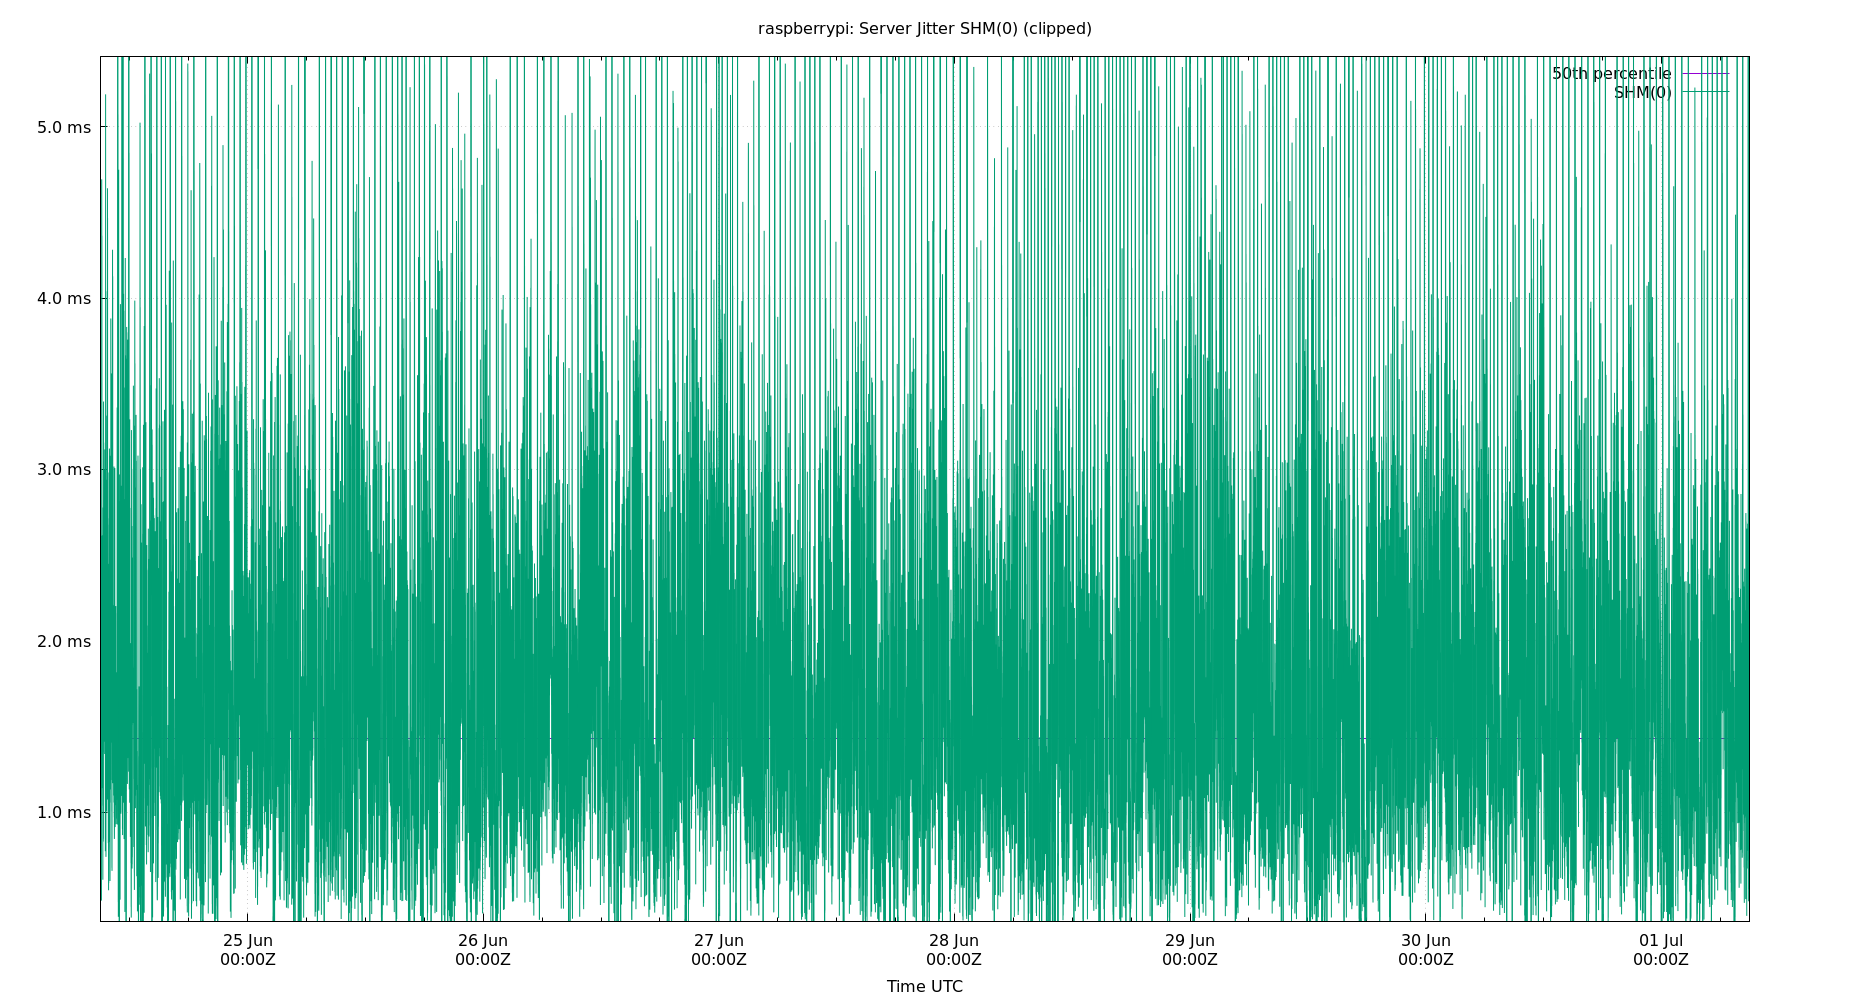 raspberrypi: Server Jitter SHM(0) (clipped)
50th percentile
SHM(0)
5.0 ms
4.0 ms
3.0 ms
2.0 ms
1.0 ms
25 Jun 26 Jun 27 Jun 28 Jun 29 Jun 30 Jun 01 Jul
00:00Z 00:00Z 00:00Z 00:00Z 00:00Z 00:00Z 00:00Z
Time UTC